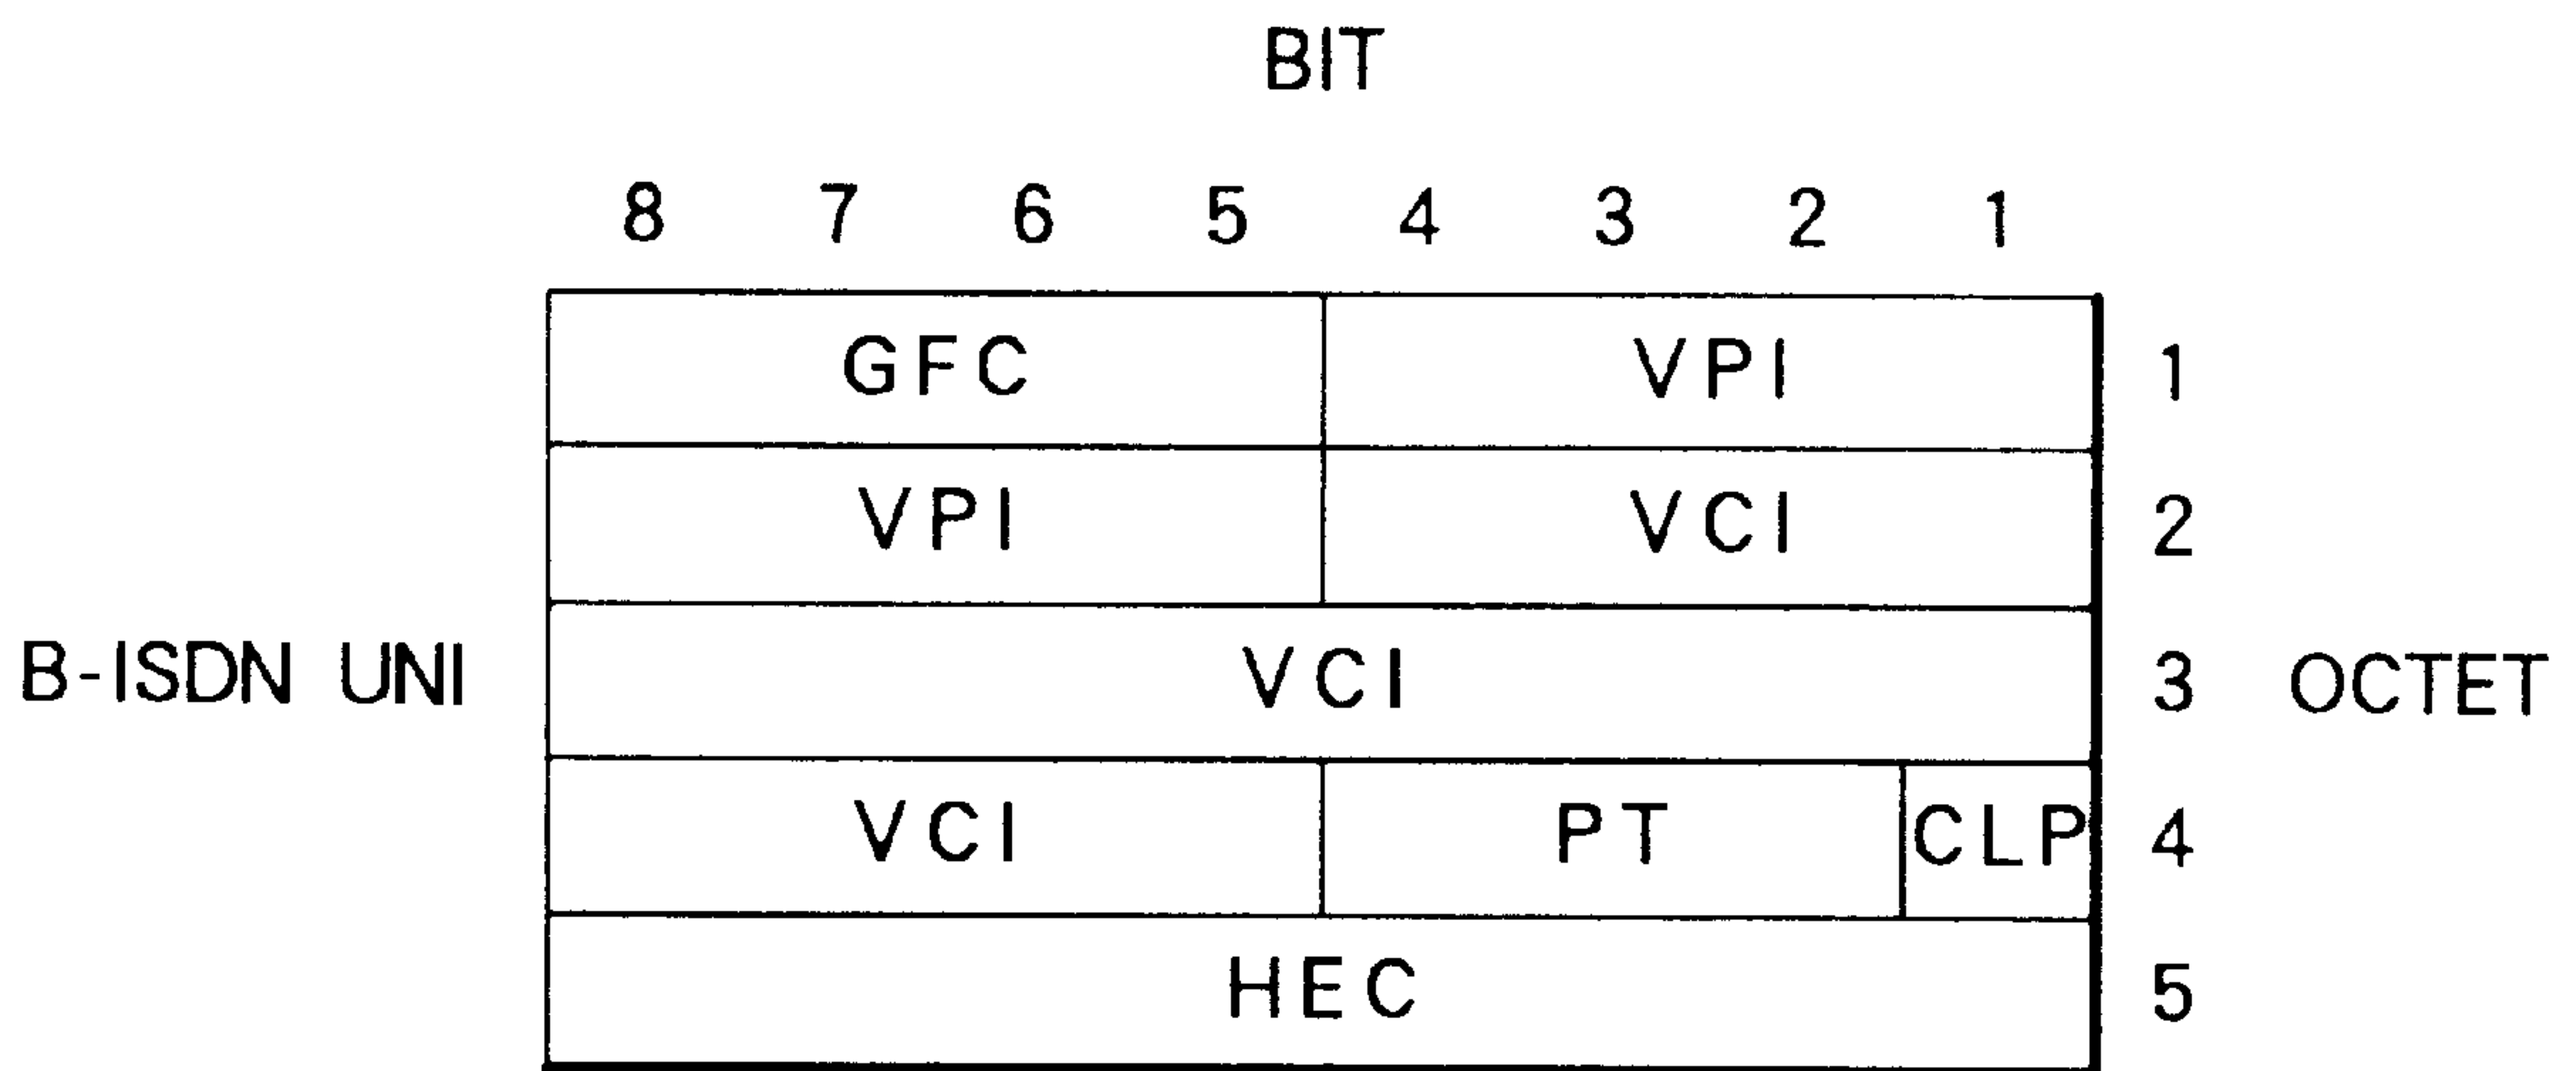 BIT
8 7 6 5 4 3 2 1
GFC VPI 1
VPI VCI 2
B-ISDN UNI VCI 3 OCTET
VCI PT CLP 4
HEC 5